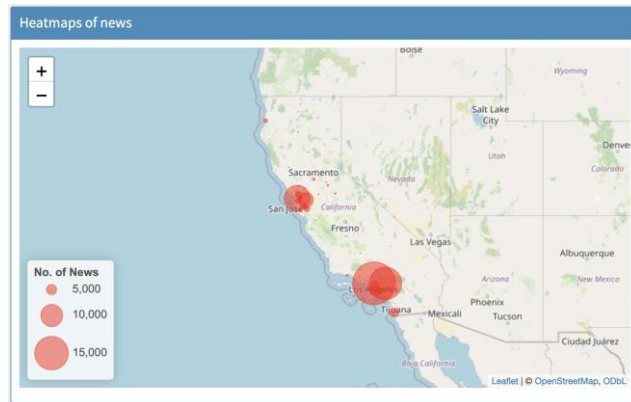 Heatmaps of news
+
−
Boise
Wyoming
Salt Lake
City
Utah
Denver
Colorado
Sacramento
Nevada
San Jose
California
Fresno
Las Vegas
Albuquerque
Los Angeles
Arizona
New Mexico
Phoenix
Tijuana
Mexicali
Tucson
Ciudad Juárez
Baja California
No. of News
5,000
10,000
15,000
Leaflet | © OpenStreetMap, ODbL